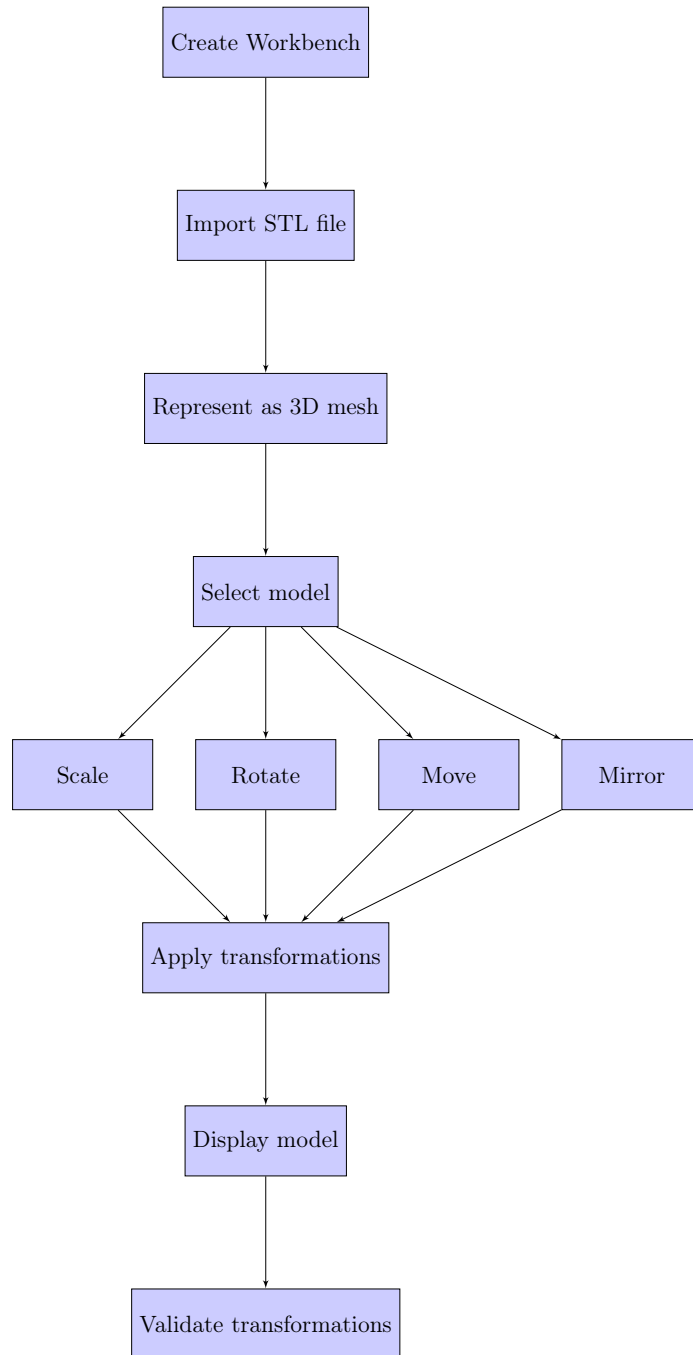 Create Workbench
Import STL file
Represent as 3D mesh
Select model
Scale
Rotate
Move
Mirror
Apply transformations
Display model
Validate transformations